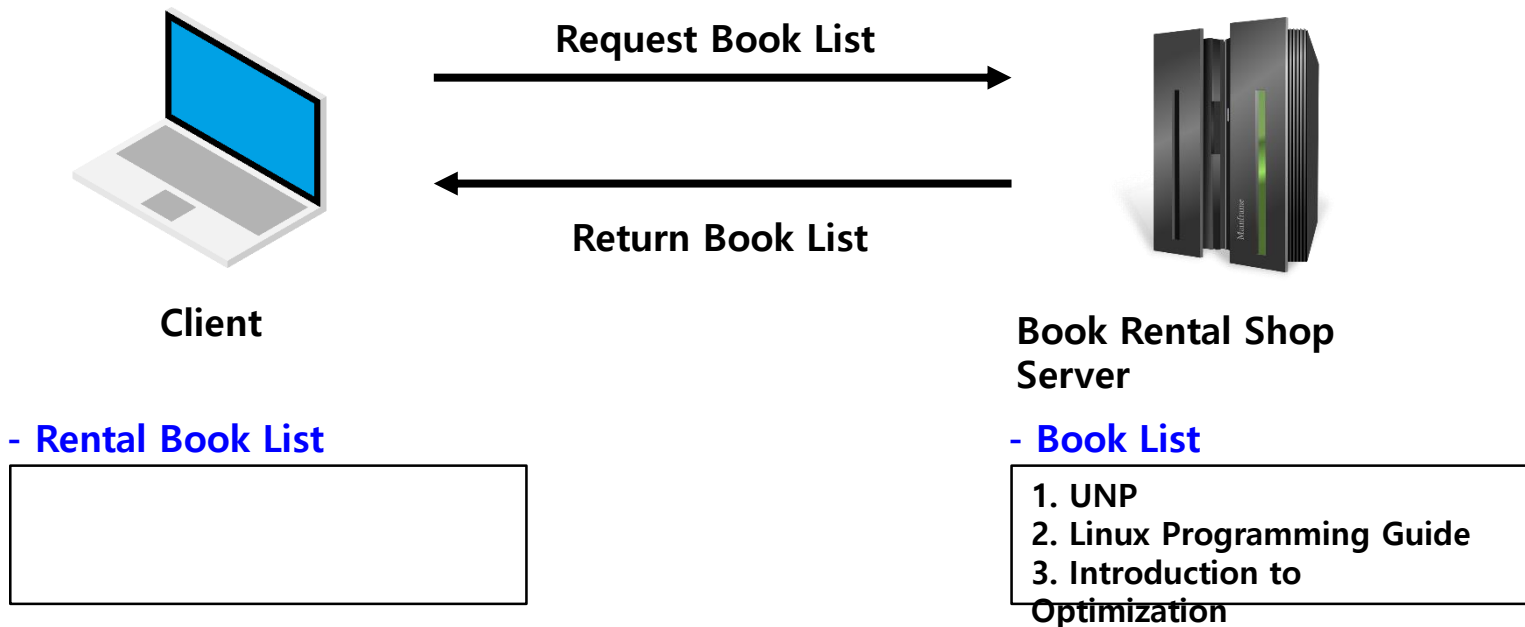 Request Book List
Return Book List
Mainframe
Client
Book Rental Shop
Server
- Rental Book List
- Book List
1. UNP
2. Linux Programming Guide
3. Introduction to
Optimization